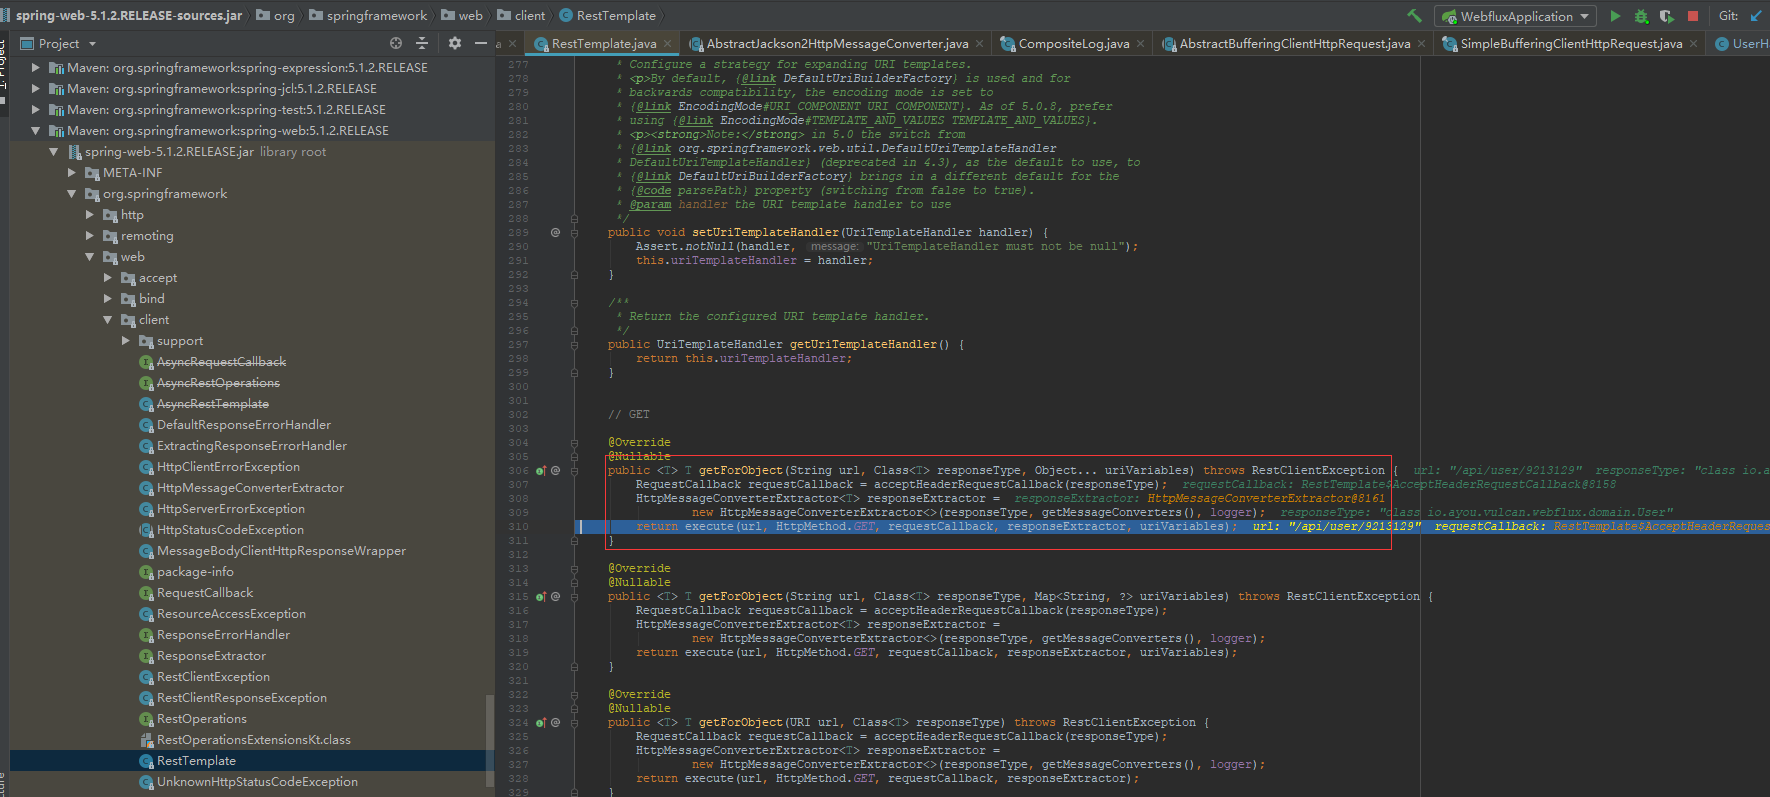 spring-web-5.1.2.RELEASE-sources.jar org springframework web client RestTemplate WebfluxApplication Git:
Project
RestTemplate.java AbstractJackson2HttpMessageConverter.java CompositeLog.java AbstractBufferingClientHttpRequest.java SimpleBufferingClientHttpRequest.java UserH
Maven: org.springframework:spring-expression:5.1.2.RELEASE
Maven: org.springframework:spring-jcl:5.1.2.RELEASE
Maven: org.springframework:spring-test:5.1.2.RELEASE
Maven: org.springframework:spring-web:5.1.2.RELEASE
spring-web-5.1.2.RELEASE.jar library root
META-INF
org.springframework
http
remoting
web
accept
bind
client
support
AsyncRequestCallback
AsyncRestOperations
AsyncRestTemplate
DefaultResponseErrorHandler
ExtractingResponseErrorHandler
HttpClientErrorException
HttpMessageConverterExtractor
HttpServerErrorException
HttpStatusCodeException
MessageBodyClientHttpResponseWrapper
package-info
RequestCallback
ResourceAccessException
ResponseErrorHandler
ResponseExtractor
RestClientException
RestClientResponseException
RestOperations
RestOperationsExtensionsKt.class
RestTemplate
UnknownHttpStatusCodeException
277 * Configure a strategy for expanding URI templates.
278 * <p>By default, {@link DefaultUriBuilderFactory} is used and for
279 * backwards compatibility, the encoding mode is set to
280 * {@link EncodingMode#URI_COMPONENT URI_COMPONENT}. As of 5.0.8, prefer
281 * using {@link EncodingMode#TEMPLATE_AND_VALUES TEMPLATE_AND_VALUES}.
282 * <p><strong>Note:</strong> in 5.0 the switch from
283 * {@link org.springframework.web.util.DefaultUriTemplateHandler
284 * DefaultUriTemplateHandler} (deprecated in 4.3), as the default to use, to
285 * {@link DefaultUriBuilderFactory} brings in a different default for the
286 * {@code parsePath} property (switching from false to true).
287 * @param handler the URI template handler to use
288 */
289 public void setUriTemplateHandler(UriTemplateHandler handler) {
290 Assert.notNull(handler, message: "UriTemplateHandler must not be null");
291 this.uriTemplateHandler = handler;
292 }
293
294 /**
295 * Return the configured URI template handler.
296 */
297 public UriTemplateHandler getUriTemplateHandler() {
298 return this.uriTemplateHandler;
299 }
300
301
302 // GET
303
304 @Override
305 @Nullable
306 public <T> T getForObject(String url, Class<T> responseType, Object... uriVariables) throws RestClientException { url: "/api/user/9213129" responseType: "class io.a
307 RequestCallback requestCallback = acceptHeaderRequestCallback(responseType); requestCallback: RestTemplate$AcceptHeaderRequestCallback@8158
308 HttpMessageConverterExtractor<T> responseExtractor = responseExtractor: HttpMessageConverterExtractor@8161
309 new HttpMessageConverterExtractor<>(responseType, getMessageConverters(), logger); responseType: "class io.ayou.vulcan.webflux.domain.User"
310 return execute(url, HttpMethod.GET, requestCallback, responseExtractor, uriVariables); url: "/api/user/9213129" requestCallback: RestTemplate$AcceptHeaderReques
311 }
312
313 @Override
314 @Nullable
315 public <T> T getForObject(String url, Class<T> responseType, Map<String, ?> uriVariables) throws RestClientException {
316 RequestCallback requestCallback = acceptHeaderRequestCallback(responseType);
317 HttpMessageConverterExtractor<T> responseExtractor =
318 new HttpMessageConverterExtractor<>(responseType, getMessageConverters(), logger);
319 return execute(url, HttpMethod.GET, requestCallback, responseExtractor, uriVariables);
320 }
321
322 @Override
323 @Nullable
324 public <T> T getForObject(URI url, Class<T> responseType) throws RestClientException {
325 RequestCallback requestCallback = acceptHeaderRequestCallback(responseType);
326 HttpMessageConverterExtractor<T> responseExtractor =
327 new HttpMessageConverterExtractor<>(responseType, getMessageConverters(), logger);
328 return execute(url, HttpMethod.GET, requestCallback, responseExtractor);
329 }